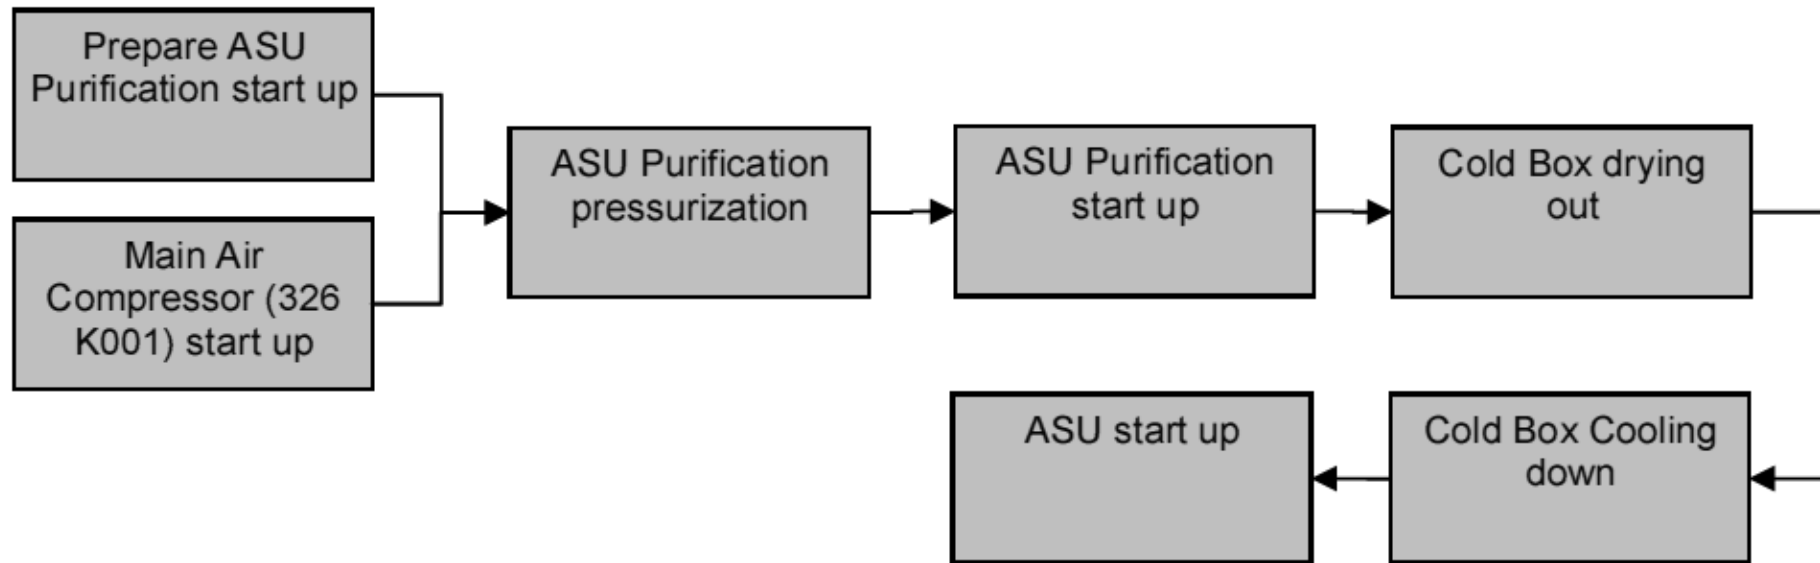 Prepare ASU
Purification start up
Main Air
Compressor (326
K001) start up
ASU Purification
pressurization
ASU Purification
start up
Cold Box drying
out
Cold Box Cooling
down
ASU start up